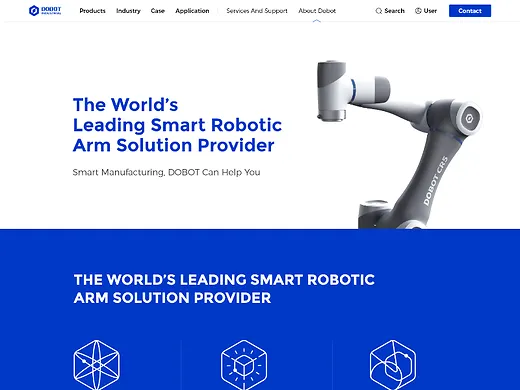 DOBOT
Products Industry Case Application Services And Support About Dobot Search User Contact
The World's
Leading Smart Robotic
Arm Solution Provider
Smart Manufacturing, DOBOT Can Help You
DOBOT CR5
THE WORLD'S LEADING SMART ROBOTIC
ARM SOLUTION PROVIDER